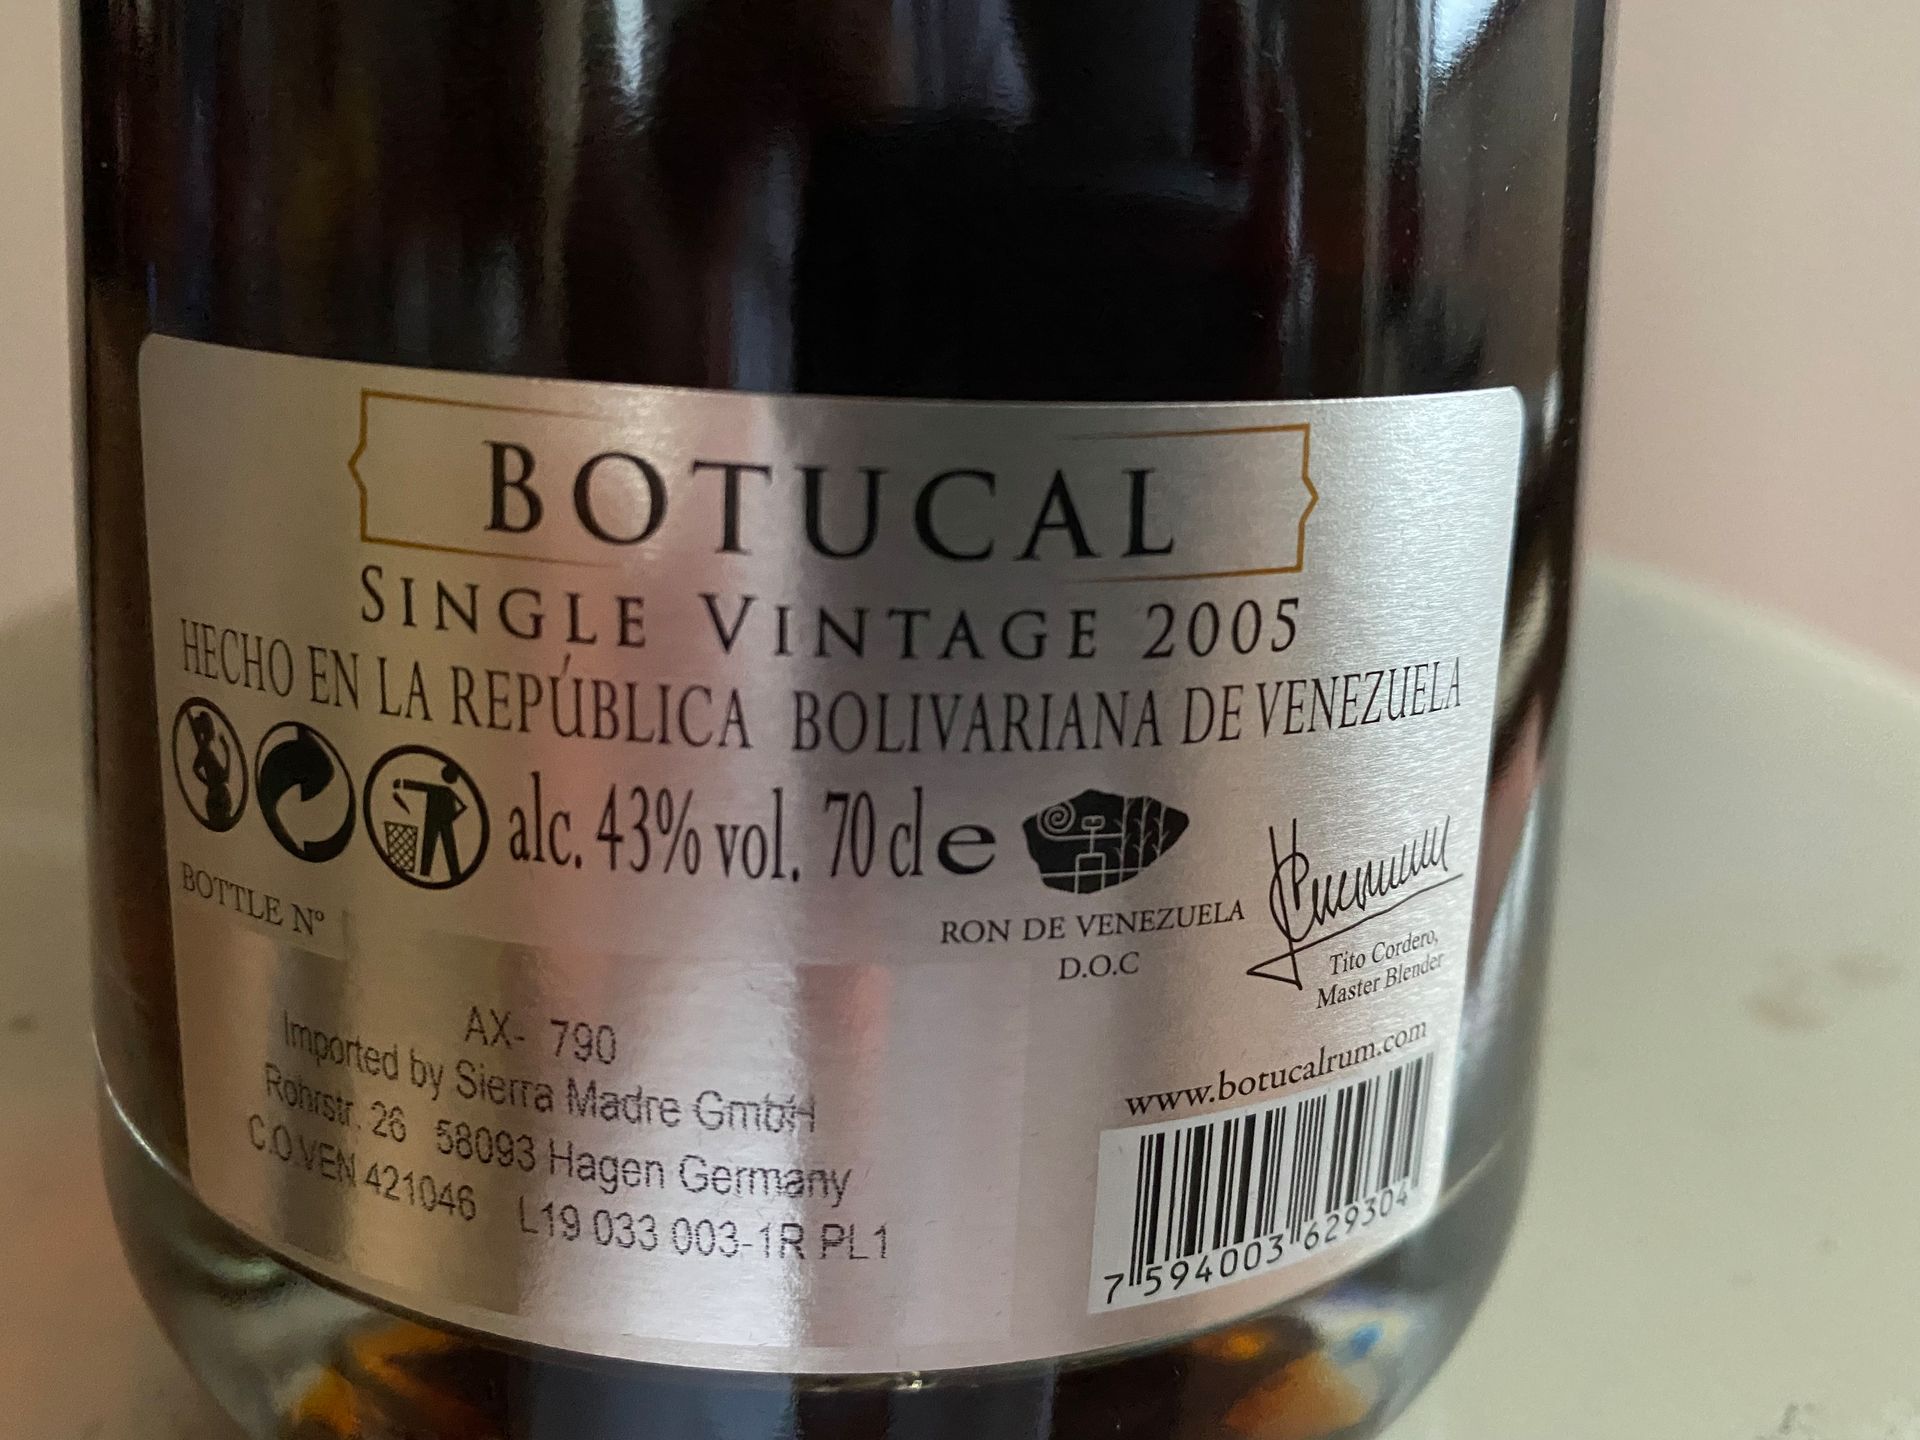 BOTUCAL
SINGLE VINTAGE 2005
HECHO EN LA REPÚBLICA BOLIVARIANA DE VENEZUELA
alc. 43% vol. 70 cl e
BOTTLE Nº
RON DE VENEZUELA
D.O.C
Tito Cordero,
Master Blender
AX- 790
Imported by Sierra Madre GmbH
Rohrstr. 26 58093 Hagen Germany
C.O.VEN 421046 L19 033 003-1R PL1
www.botucalrum.com
7 594003 629304